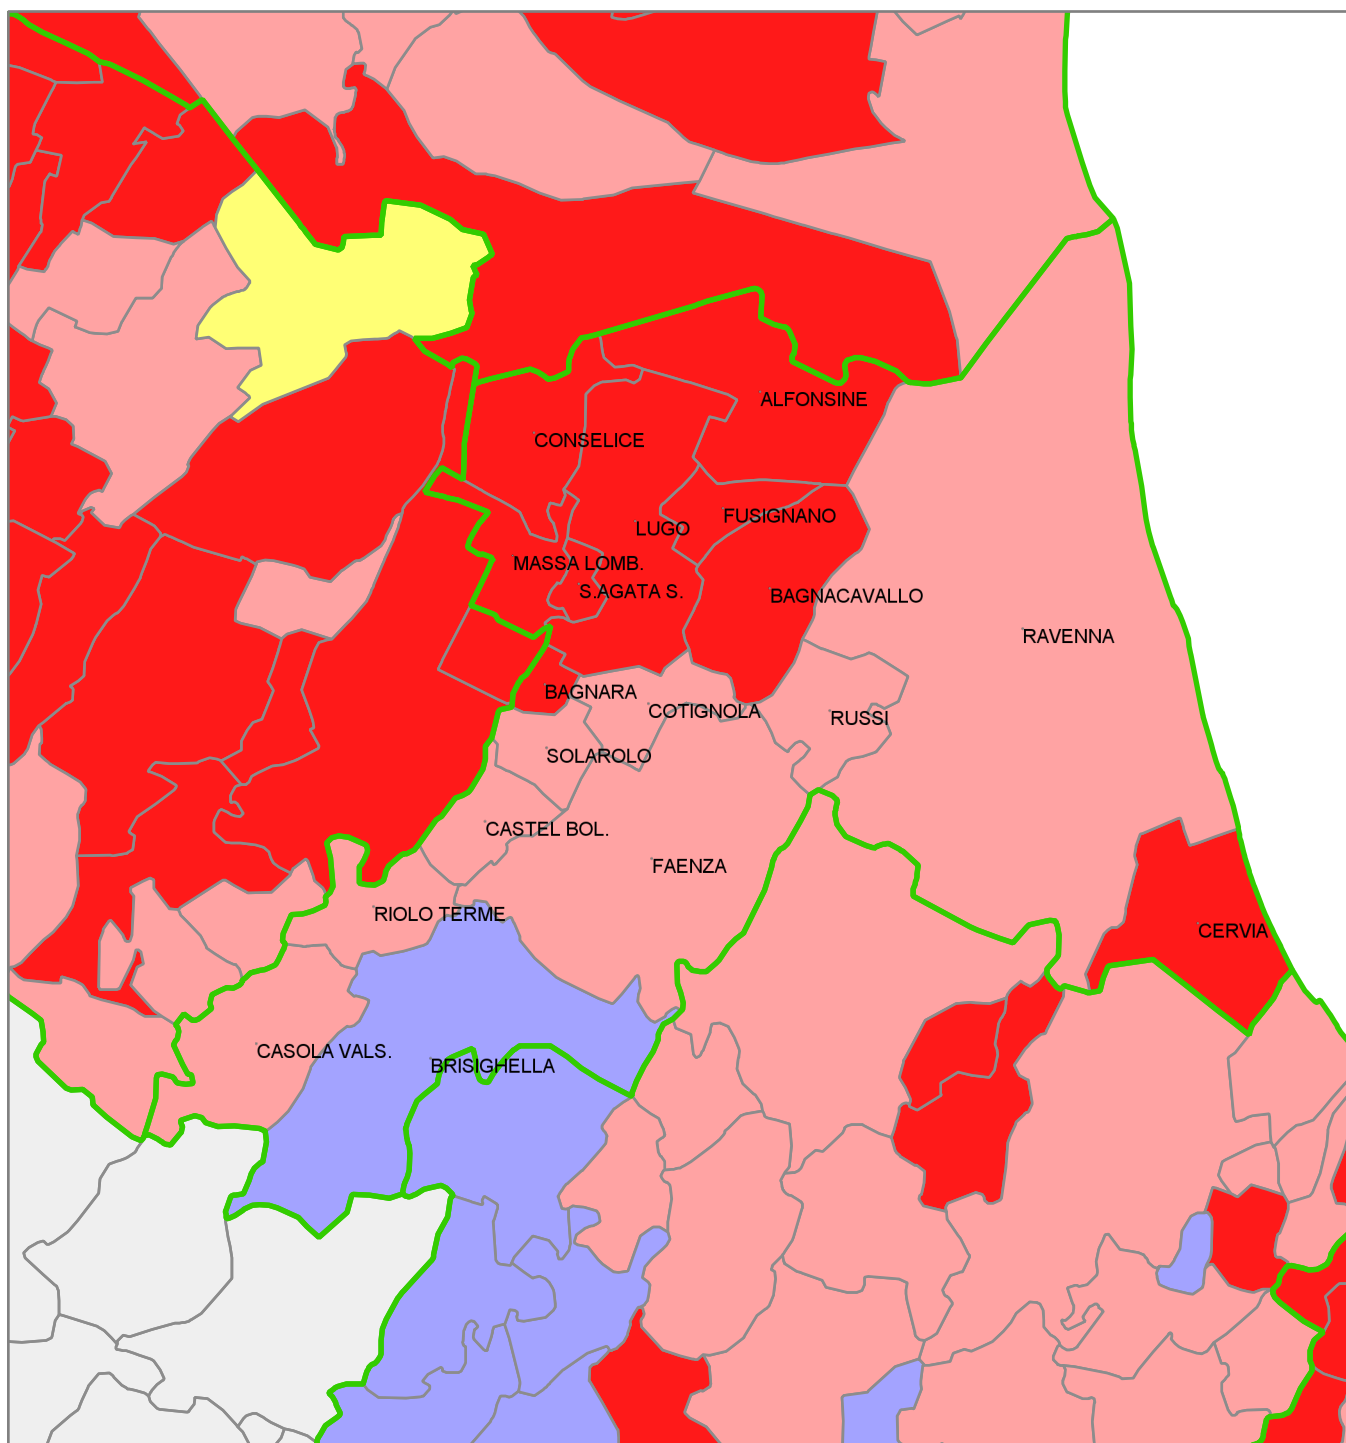 ALFONSINE
CONSELICE
FUSIGNANO
LUGO
MASSA LOMB.
S.AGATA S.
BAGNACAVALLO
RAVENNA
BAGNARA
COTIGNOLA
RUSSI
SOLAROLO
CASTEL BOL.
FAENZA
RIOLO TERME
CERVIA
CASOLA VALS.
BRISIGHELLA